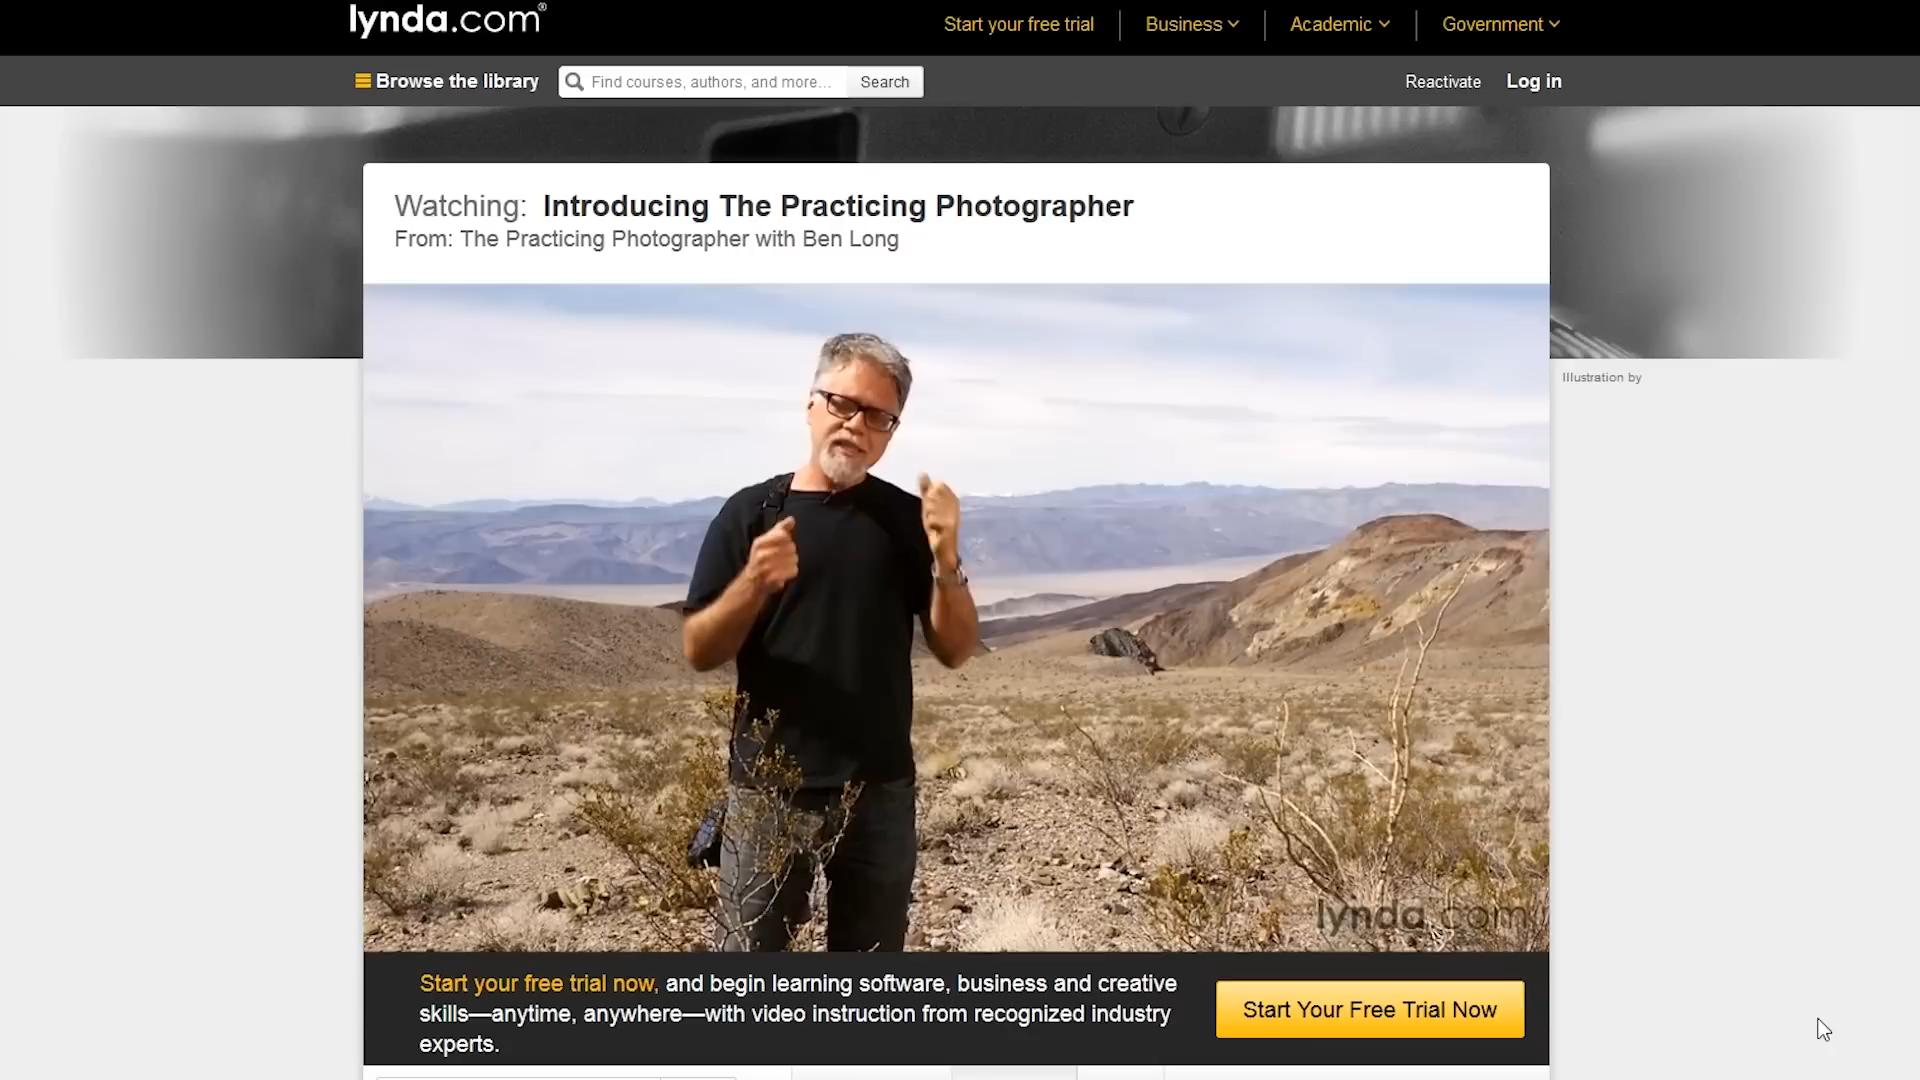 lynda.com®
Start your free trial
Business
Academic
Government
Browse the library
Find courses, authors, and more...
Search
Reactivate
Log in
Watching: Introducing The Practicing Photographer
From: The Practicing Photographer with Ben Long
Illustration by
lynda.com
Start your free trial now, and begin learning software, business and creative
skills—anytime, anywhere—with video instruction from recognized industry
experts.
Start Your Free Trial Now